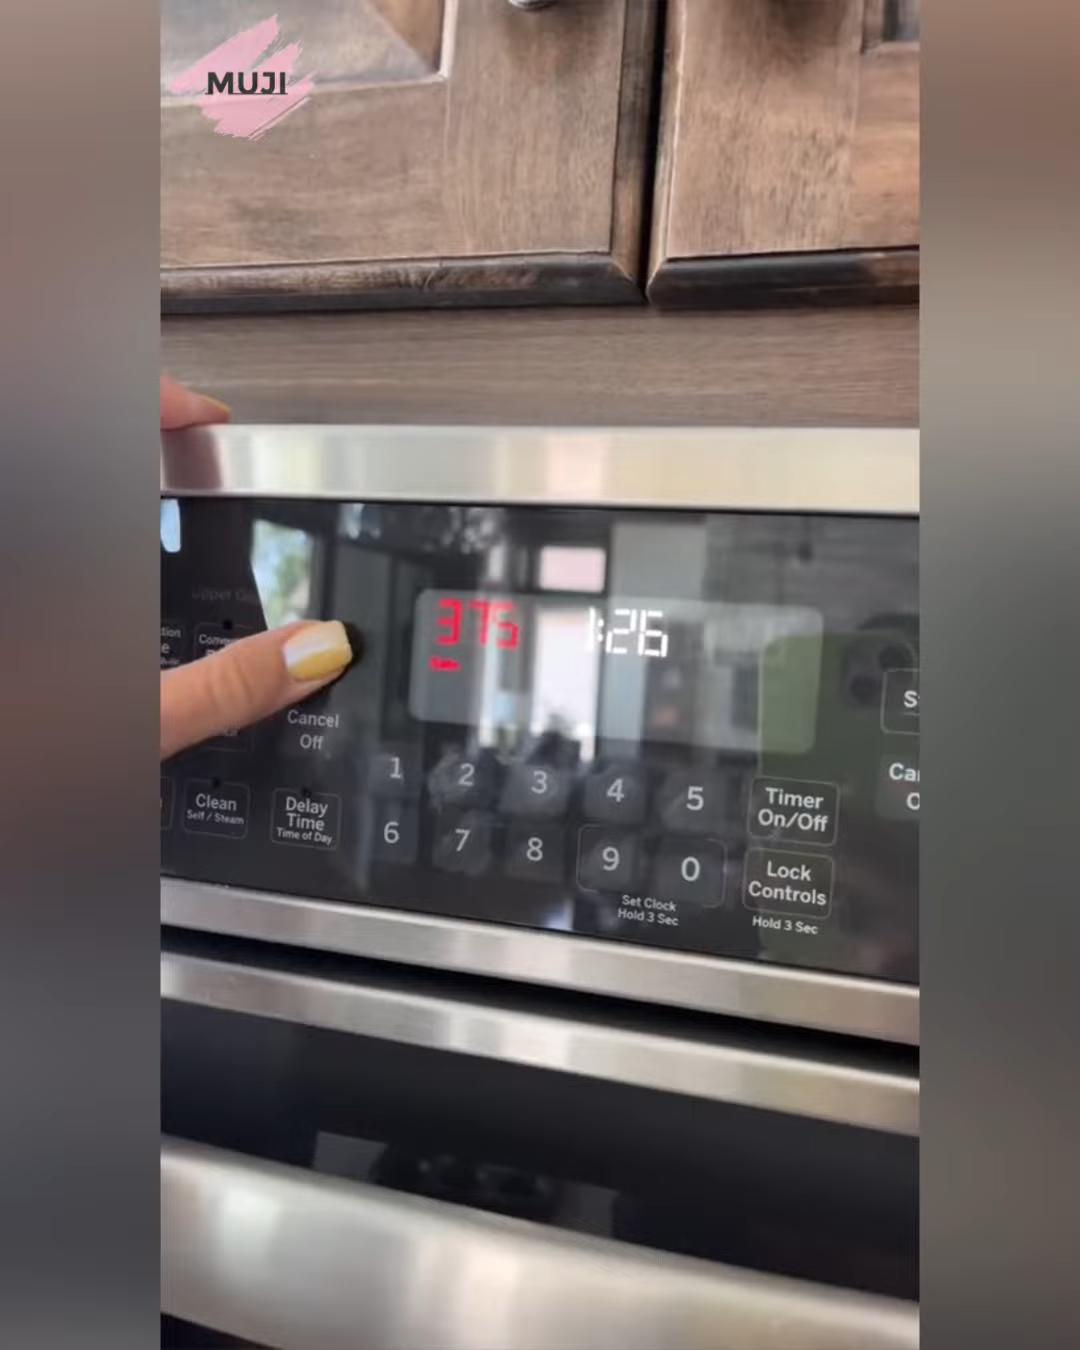 MUJI
Upper
375
1:26
Cancel
Off
1
2
3
4
5
6
7
8
9
0
Clean
Self / Steam
Delay
Time
Time of Day
Timer
On/Off
Lock
Controls
Hold 3 Sec
Set Clock
Hold 3 Sec